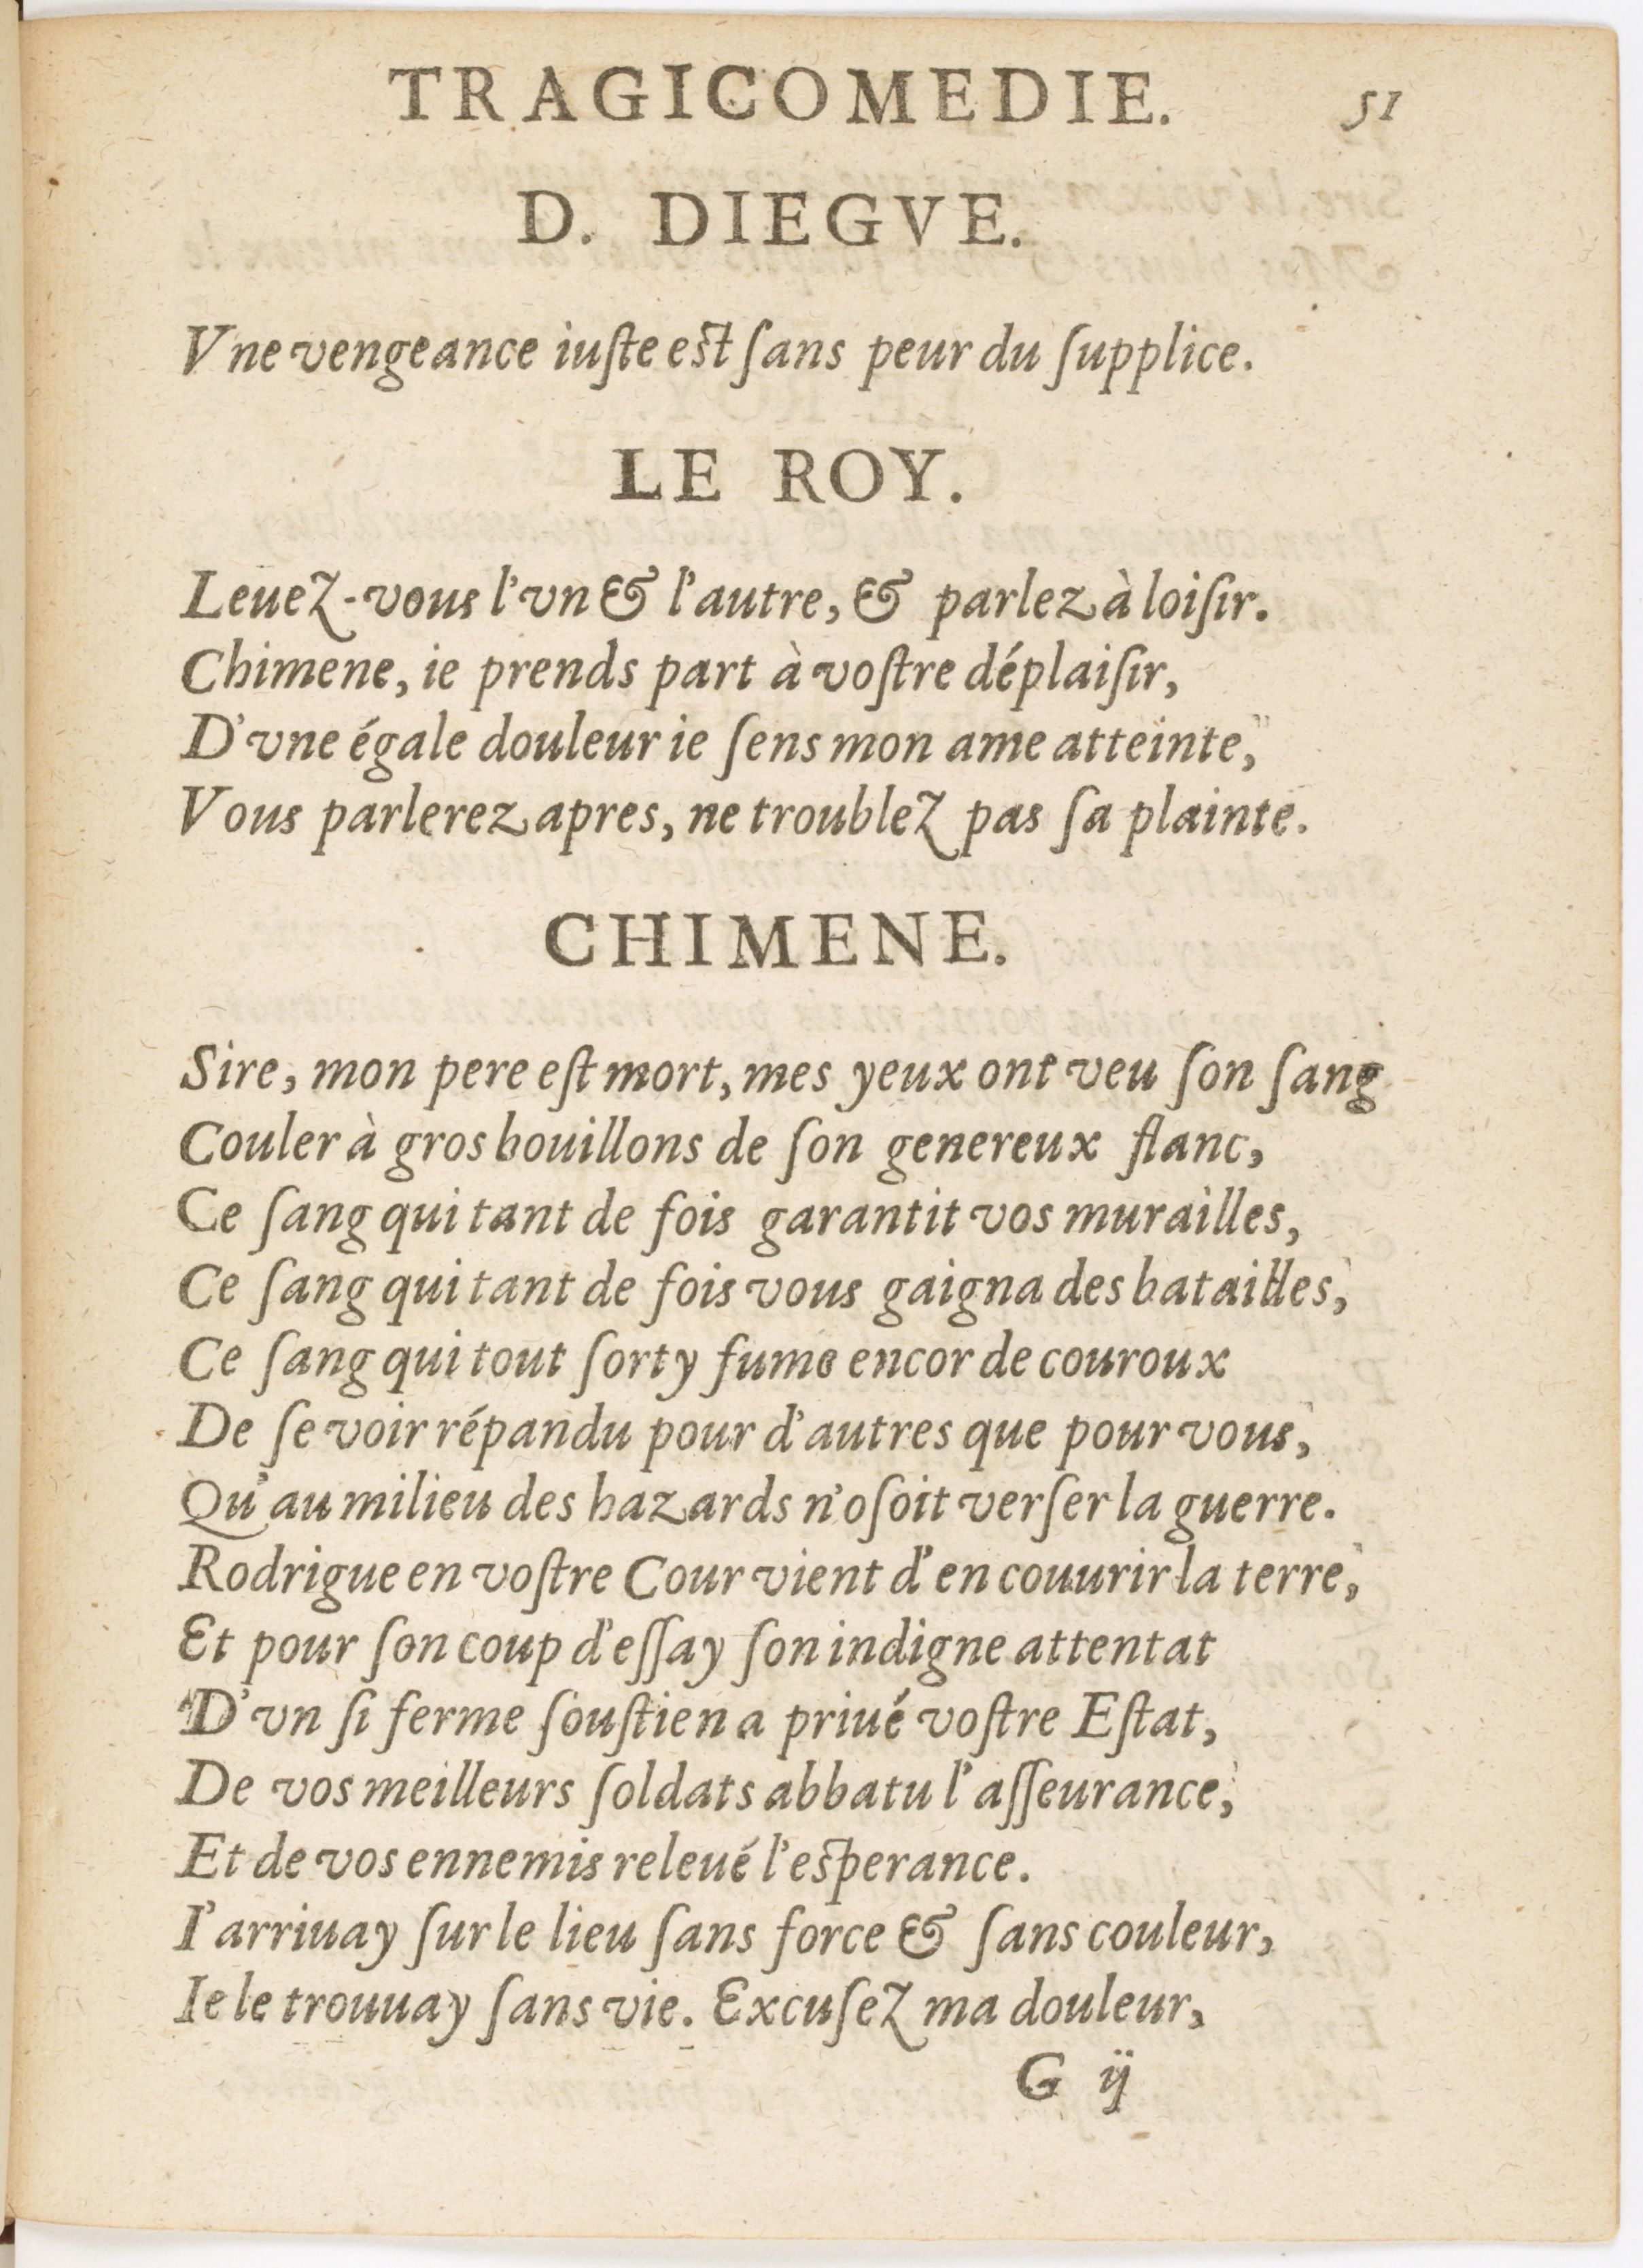 TRAGICOMEDIE. 51
D. DIEGVE.
Vne vengeance iuſte eſt ſans peur du ſupplice.
LE ROY.
Leuez-vous l'vn & l'autre, & parlez à loiſir.
Chimene, ie prends part à voſtre déplaiſir,
D'vne égale douleur ie ſens mon ame atteinte,
Vous parlerez apres, ne troublez pas ſa plainte.
CHIMENE.
Sire, mon pere eſt mort, mes yeux ont veu ſon ſang
Couler à gros bouillons de ſon genereux flanc,
Ce ſang qui tant de fois garantit vos murailles,
Ce ſang qui tant de fois vous gaigna des batailles,
Ce ſang qui tout ſorty fume encor de couroux
De ſe voir répandu pour d'autres que pour vous,
Qu'au milieu des hazards n'oſoit verſer la guerre.
Rodrigue en voſtre Cour vient d'en couurir la terre,
Et pour ſon coup d'eſſay ſon indigne attentat
D'vn ſi ferme ſouſtien a priué voſtre Eſtat,
De vos meilleurs ſoldats abbatu l'aſſeurance,
Et de vos ennemis releué l'eſperance.
I'arriuay ſur le lieu ſans force & ſans couleur,
Ie le trouuay ſans vie. Excuſez ma douleur,
G ij